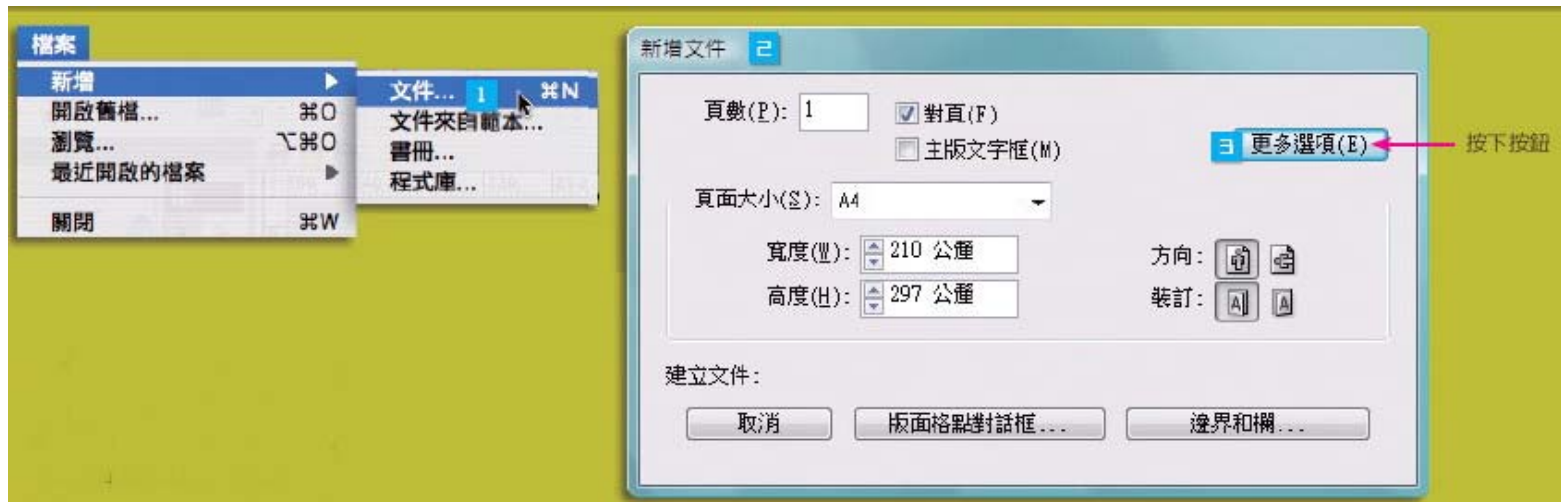 檔案
新增
開啟舊檔... ⌘O
瀏覽... ⌥⌘O
最近開啟的檔案
關閉 ⌘W
文件... 1 ⌘N
文件來自範本...
書冊...
程式庫...
新增文件 2
頁數(P): 1 對頁(F)
主版文字框(M)
3 更多選項(E) 按下按鈕
頁面大小(S): A4
寬度(W): 210 公釐
方向:
高度(H): 297 公釐
裝訂:
建立文件:
取消 版面格點對話框... 邊界和欄...